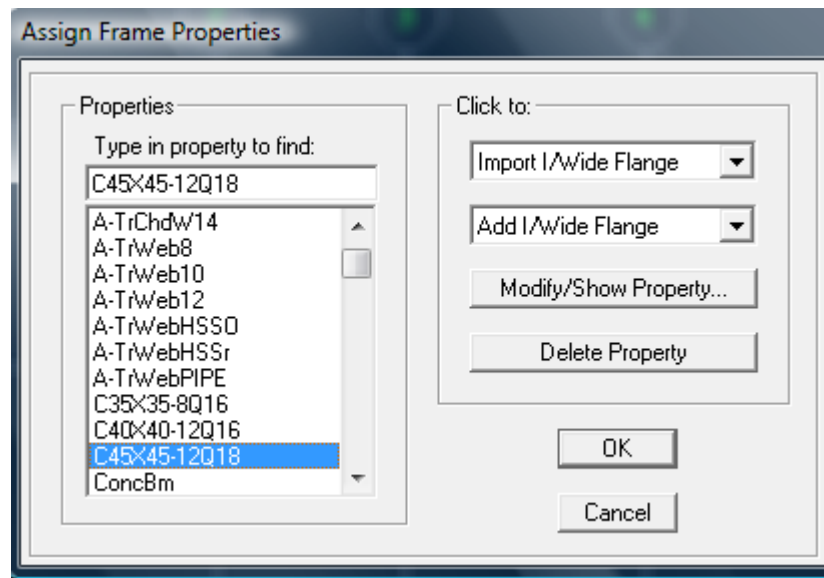 Assign Frame Properties
Properties
Type in property to find:
C45X45-12Q18
A-TrChdW14
A-TrWeb8
A-TrWeb10
A-TrWeb12
A-TrWebHSSO
A-TrWebHSSr
A-TrWebPIPE
C35X35-8Q16
C40X40-12Q16
C45X45-12Q18
ConcBm
Click to:
Import I/Wide Flange
Add I/Wide Flange
Modify/Show Property...
Delete Property
OK
Cancel